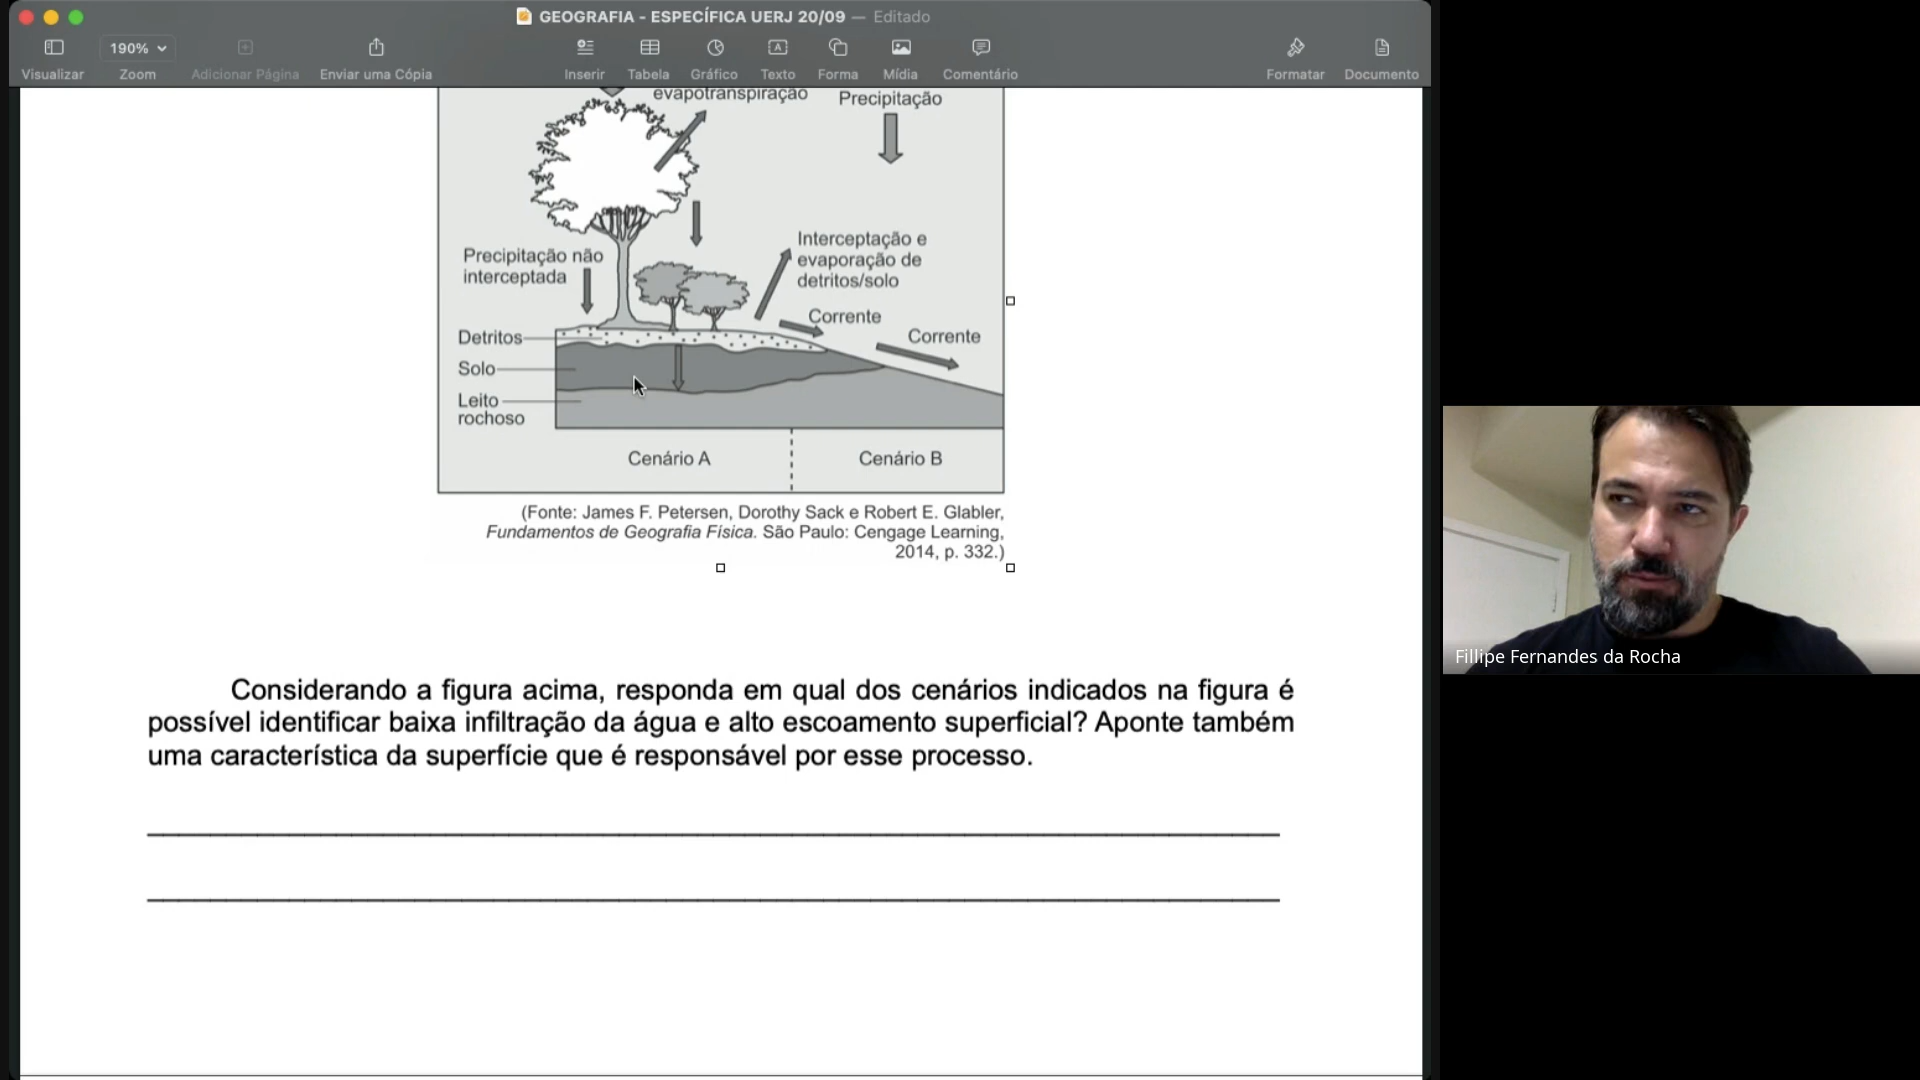 GEOGRAFIA - ESPECÍFICA UERJ 20/09 — Editado
190%
Visualizar
Zoom
Adicionar Página
Enviar uma Cópia
Inserir
Tabela
Gráfico
Texto
Forma
Mídia
Comentário
Formatar
Documento
evapotranspiração
Precipitação
Precipitação não
interceptada
Interceptação e
evaporação de
detritos/solo
Corrente
Corrente
Detritos
Solo
Leito
rochoso
Cenário A
Cenário B
(Fonte: James F. Petersen, Dorothy Sack e Robert E. Glabler,
Fundamentos de Geografia Física. São Paulo: Cengage Learning,
2014, p. 332.)
Considerando a figura acima, responda em qual dos cenários indicados na figura é
possível identificar baixa infiltração da água e alto escoamento superficial? Aponte também
uma característica da superfície que é responsável por esse processo.
Fillipe Fernandes da Rocha